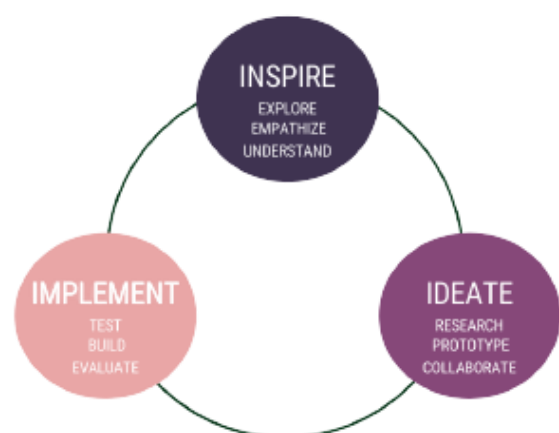 INSPIRE
EXPLORE
EMPATHIZE
UNDERSTAND
IMPLEMENT
TEST
BUILD
EVALUATE
IDEATE
RESEARCH
PROTOTYPE
COLLABORATE